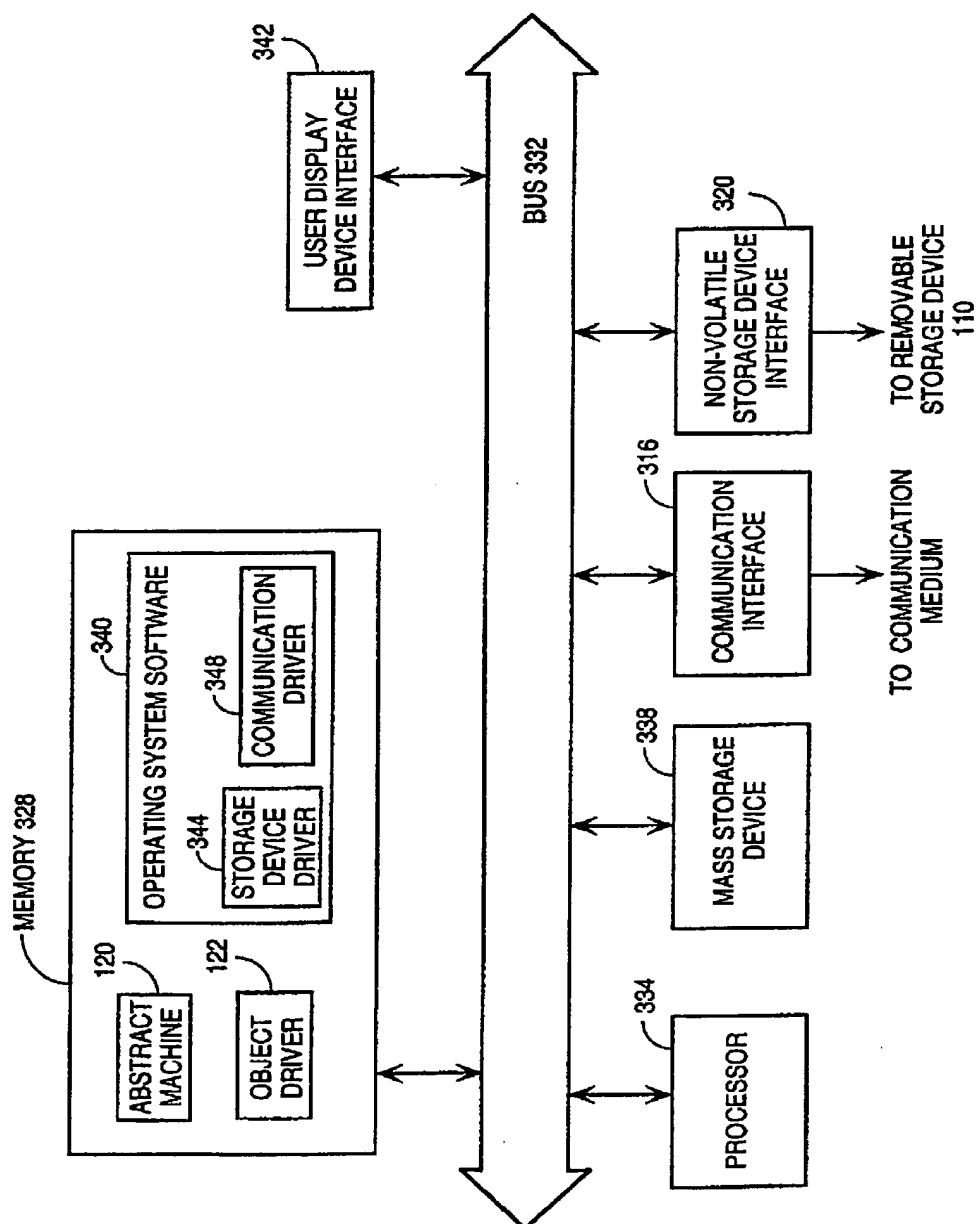 MEMORY 328
120
ABSTRACT
MACHINE
122
OBJECT
DRIVER
340
OPERATING SYSTEM SOFTWARE
344
STORAGE
DEVICE
DRIVER
348
COMMUNICATION
DRIVER
342
USER DISPLAY
DEVICE INTERFACE
BUS 332
334
PROCESSOR
338
MASS STORAGE
DEVICE
316
COMMUNICATION
INTERFACE
TO COMMUNICATION
MEDIUM
320
NON-VOLATILE
STORAGE DEVICE
INTERFACE
TO REMOVABLE
STORAGE DEVICE
110